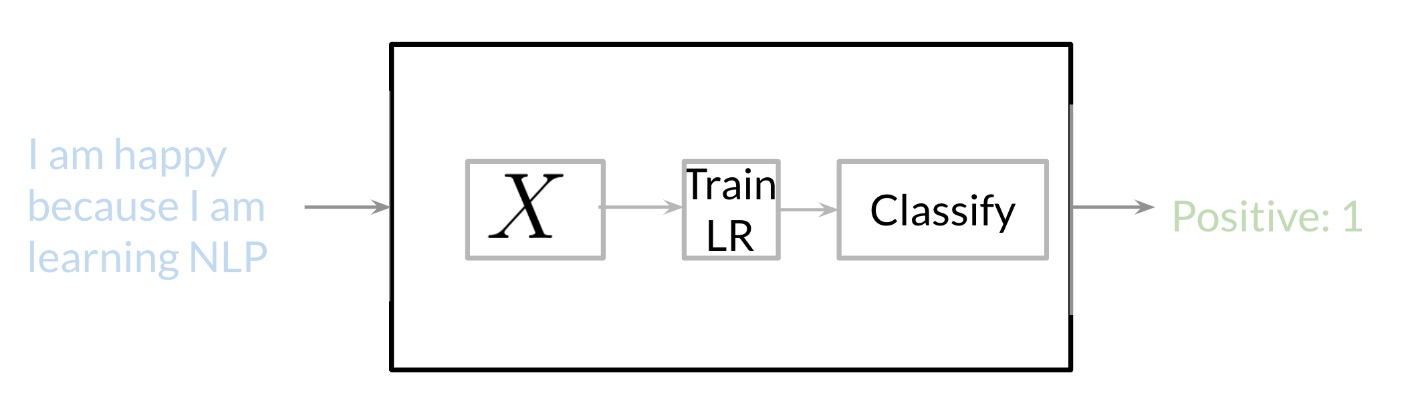 I am happy
because I am
learning NLP
X
Train
LR
Classify
Positive: 1